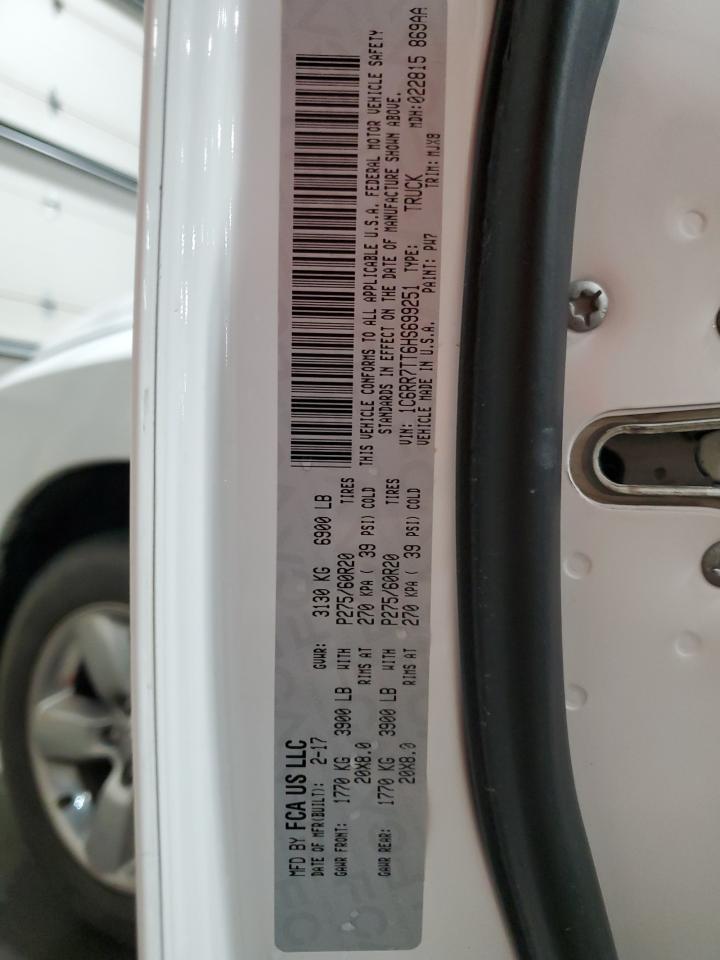 MFD BY FCA US LLC
DATE OF MFR(BUILT): 2-17 GVWR: 3130 KG 6900 LB
GAWR FRONT: 1770 KG 3900 LB WITH P275/60R20 TIRES
20X8.0 RIMS AT 270 KPA ( 39 PSI) COLD
GAWR REAR: 1770 KG 3900 LB WITH P275/60R20 TIRES
20X8.0 RIMS AT 270 KPA ( 39 PSI) COLD
THIS VEHICLE CONFORMS TO ALL APPLICABLE U.S.A. FEDERAL MOTOR VEHICLE SAFETY
STANDARDS IN EFFECT ON THE DATE OF MANUFACTURE SHOWN ABOVE.
VIN: 1C6RR7TT6HS699251 TYPE: TRUCK MDH:022815 869AA
VEHICLE MADE IN U.S.A. PAINT: PW7 TRIM: MJX8